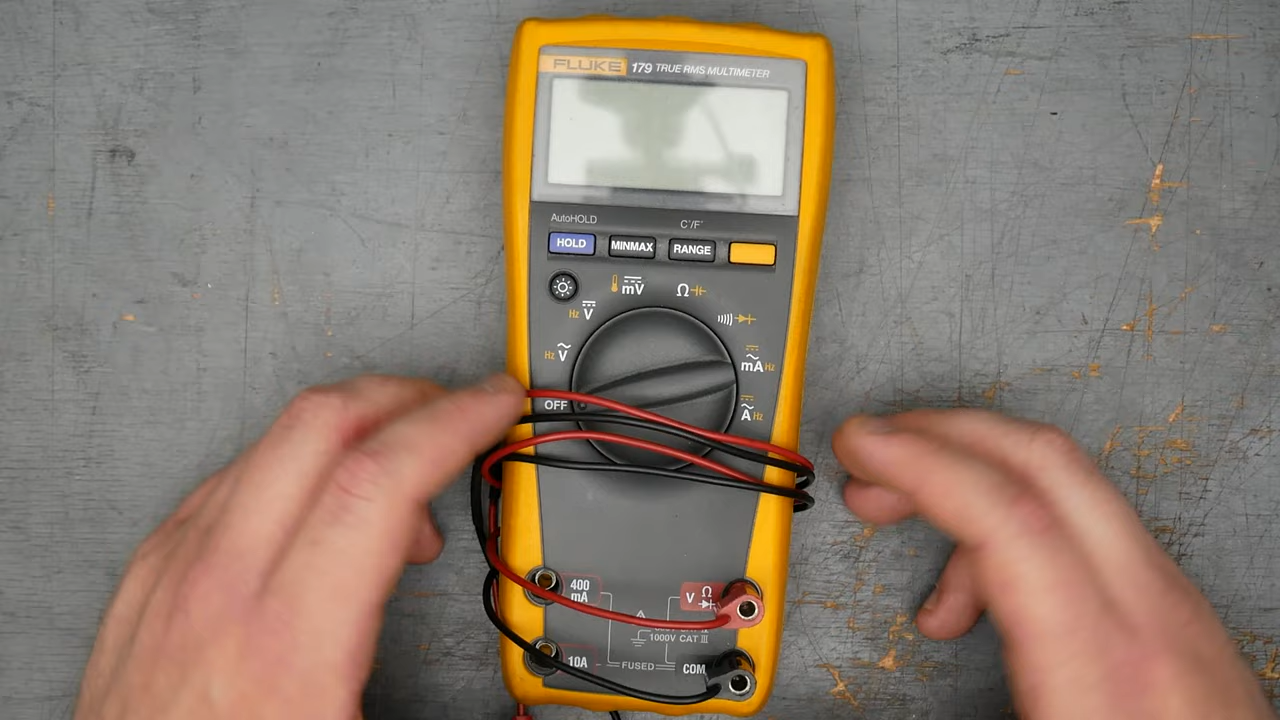 FLUKE 179 TRUE RMS MULTIMETER
AutoHOLD C°/F°
HOLD MINMAX RANGE
mV Ω
Hz V
Hz V mA Hz
OFF A Hz
400 mA V Ω
1000V CAT III
10A FUSED COM